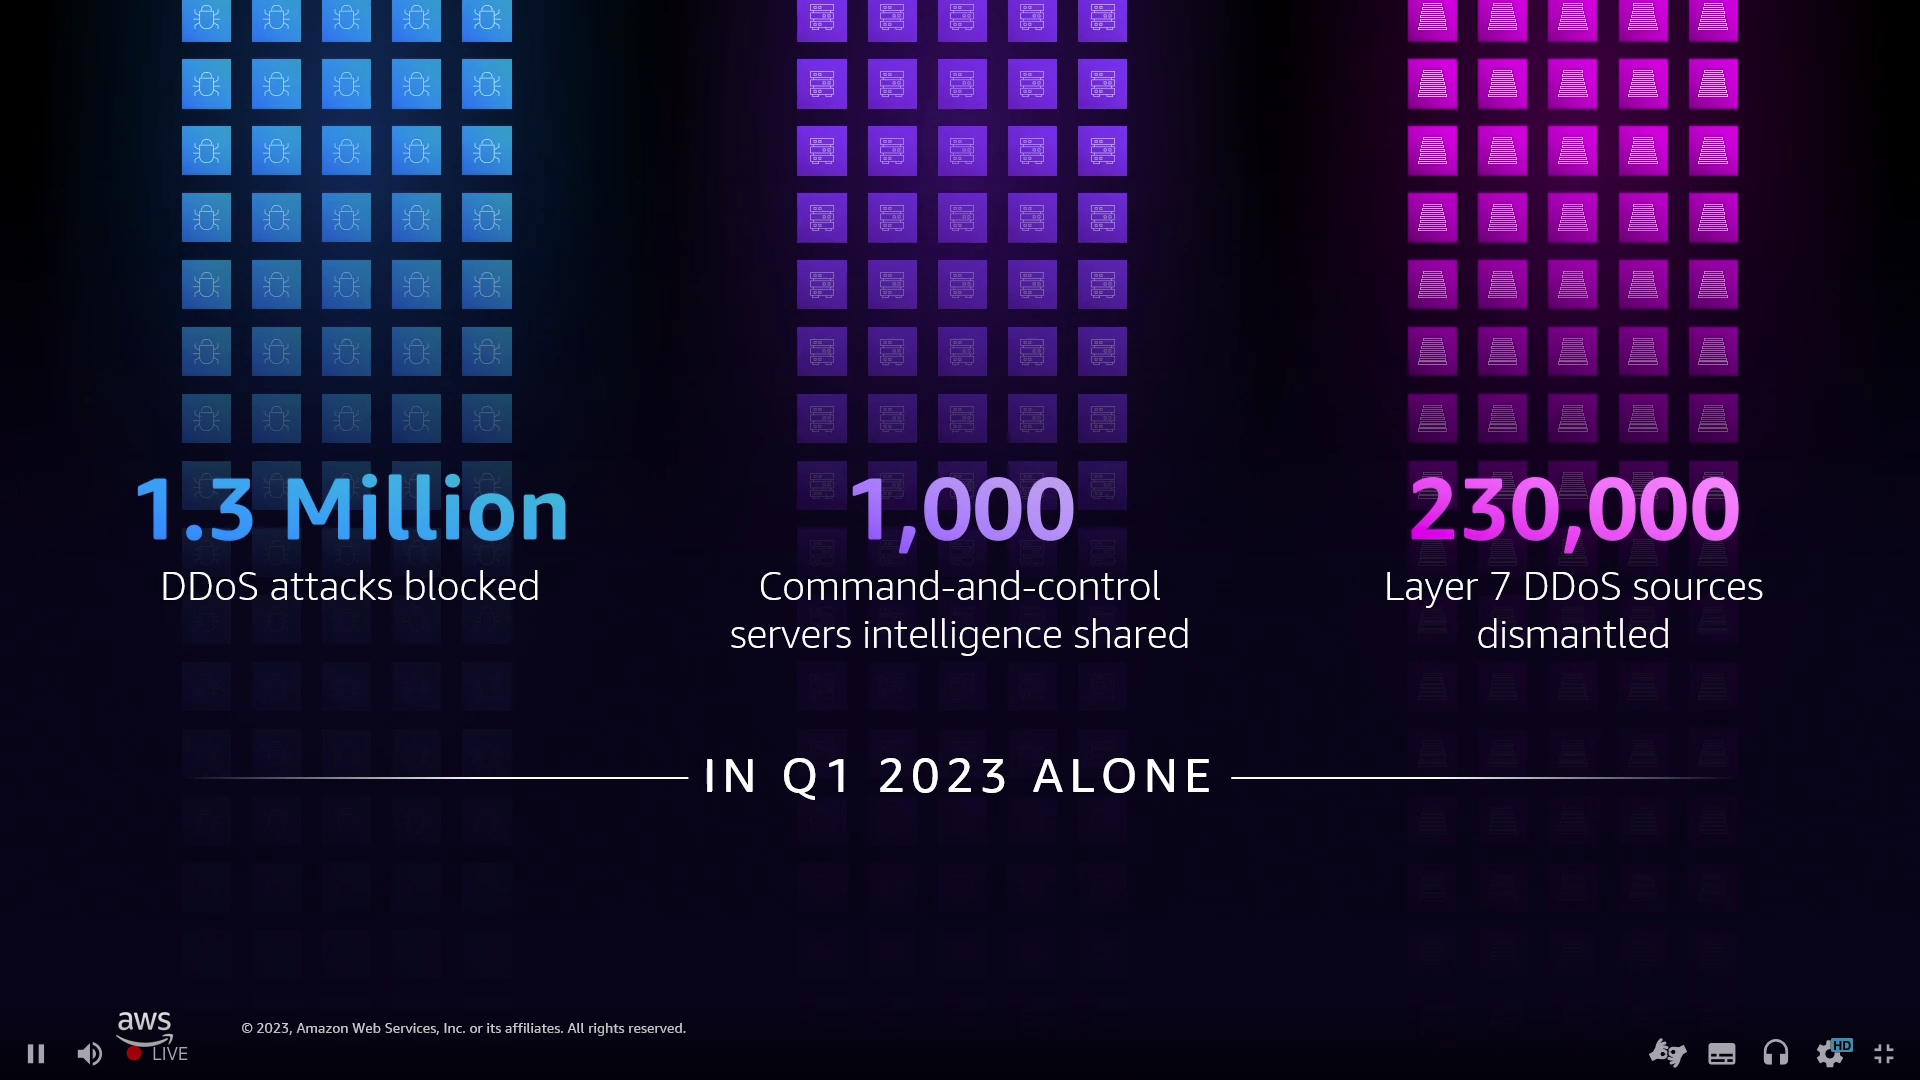 1.3 Million
DDoS attacks blocked
1,000
Command-and-control
servers intelligence shared
230,000
Layer 7 DDoS sources
dismantled
IN Q1 2023 ALONE
aws
© 2023, Amazon Web Services, Inc. or its affiliates. All rights reserved.
LIVE
HD